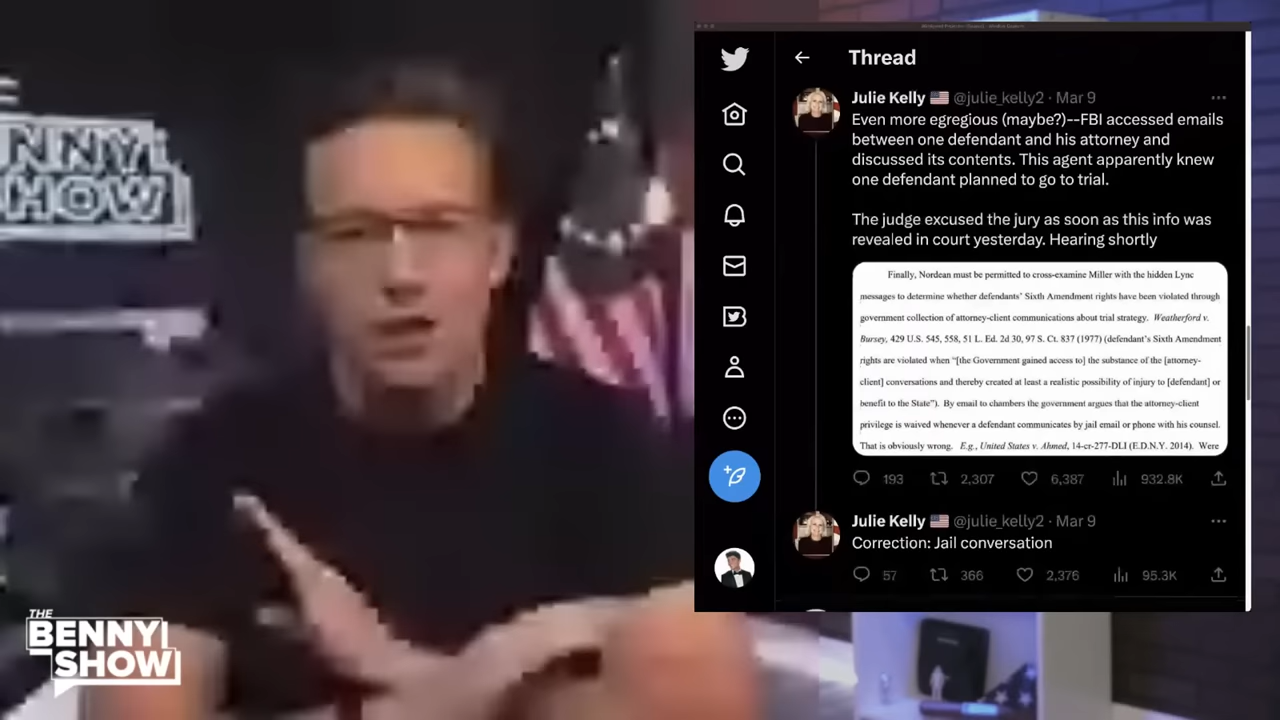 NNY
SHOW
THE
BENNY
SHOW
Thread
Julie Kelly @julie_kelly2 · Mar 9
Even more egregious (maybe?)--FBI accessed emails
between one defendant and his attorney and
discussed its contents. This agent apparently knew
one defendant planned to go to trial.
The judge excused the jury as soon as this info was
revealed in court yesterday. Hearing shortly
Finally, Nordean must be permitted to cross-examine Miller with the hidden Lync
messages to determine whether defendants' Sixth Amendment rights have been violated through
government collection of attorney-client communications about trial strategy. Weatherford v.
Bursey, 429 U.S. 545, 558, 51 L. Ed. 2d 30, 97 S. Ct. 837 (1977) (defendant's Sixth Amendment
rights are violated when "[the Government gained access to] the substance of the [attorney-
client] conversations and thereby created at least a realistic possibility of injury to [defendant] or
benefit to the State"). By email to chambers the government argues that the attorney-client
privilege is waived whenever a defendant communicates by jail email or phone with his counsel.
That is obviously wrong. E.g., United States v. Ahmed, 14-cr-277-DLI (E.D.N.Y. 2014). Were
193 2,307 6,387 932.8K
Julie Kelly @julie_kelly2 · Mar 9
Correction: Jail conversation
57 366 2,376 95.3K